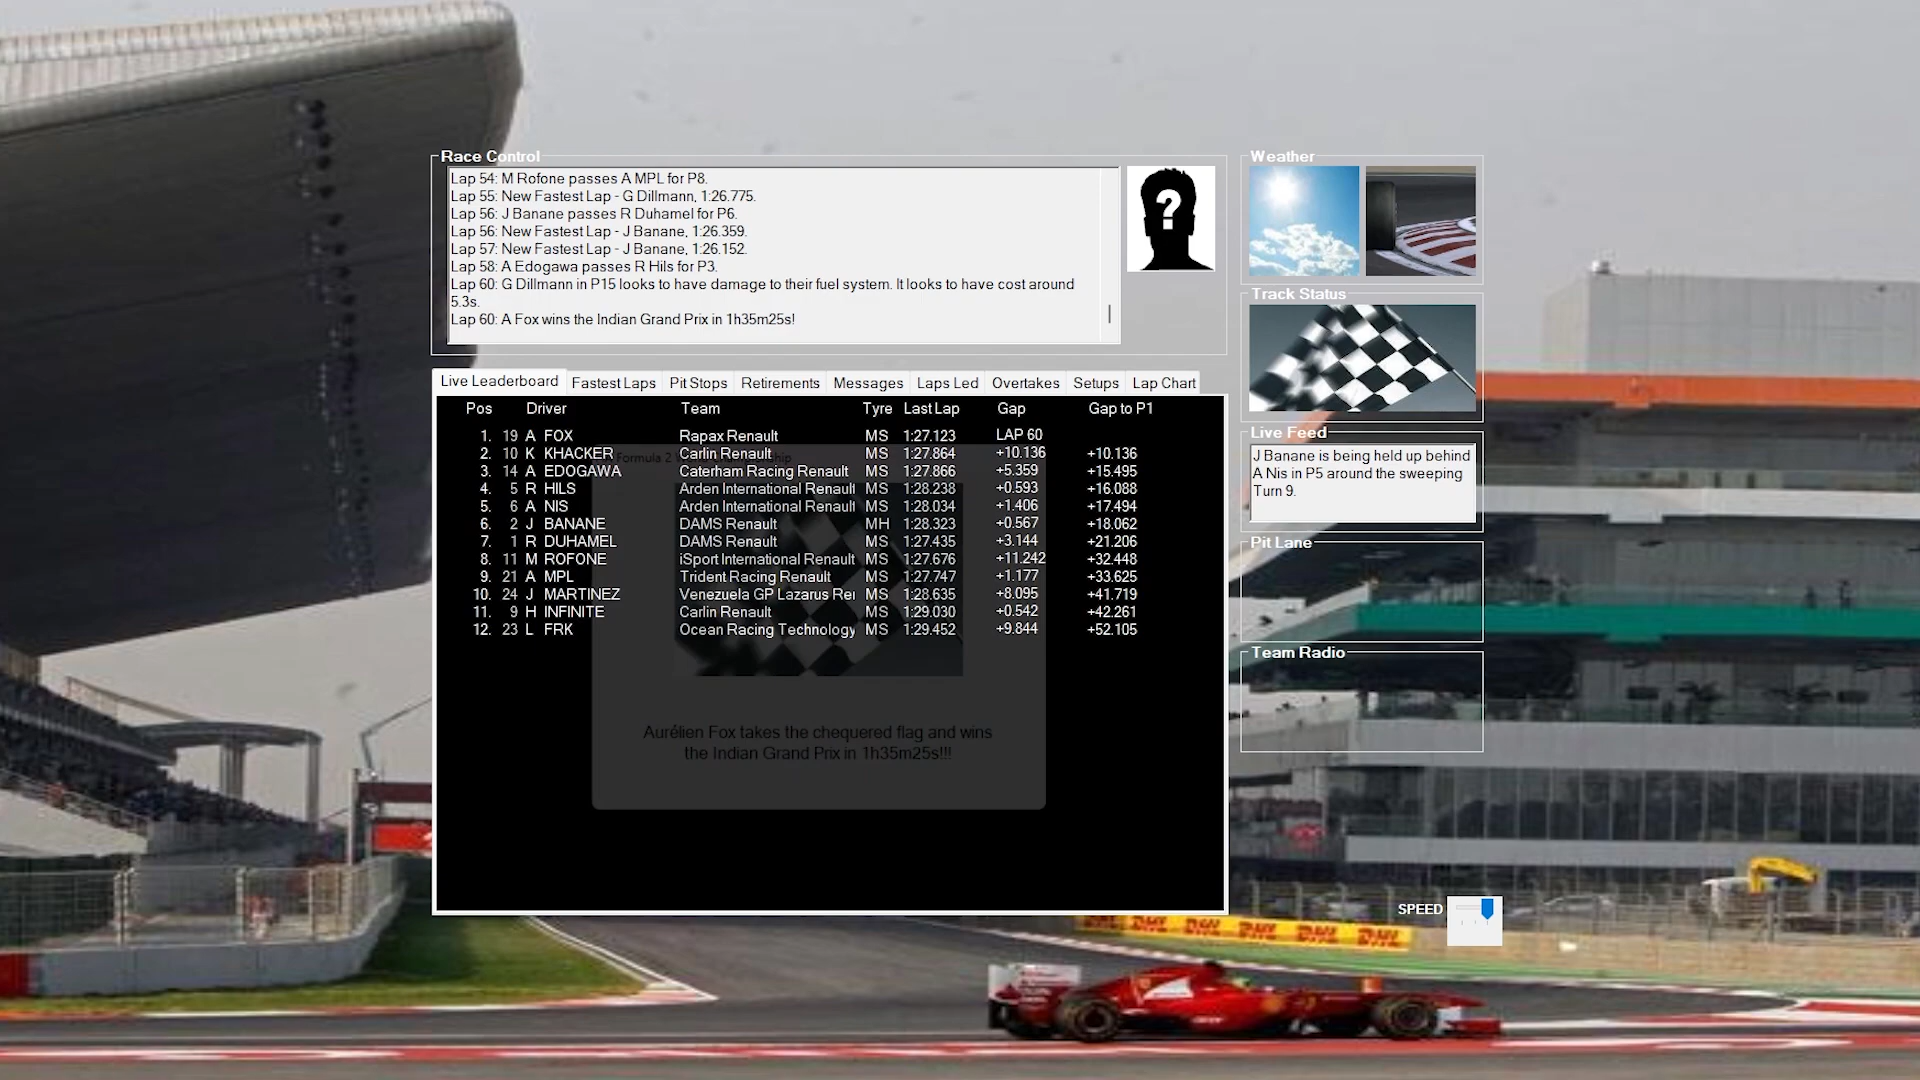 Race Control
Lap 54: M Rofone passes A MPL for P8.
Lap 55: New Fastest Lap - G Dillmann, 1:26.775.
Lap 56: J Banane passes R Duhamel for P6.
Lap 56: New Fastest Lap - J Banane, 1:26.359.
Lap 57: New Fastest Lap - J Banane, 1:26.152.
Lap 58: A Edogawa passes R Hils for P3.
Lap 60: G Dillmann in P15 looks to have damage to their fuel system. It looks to have cost around
5.3s.
Lap 60: A Fox wins the Indian Grand Prix in 1h35m25s!
Weather
Track Status
Live Feed
J Banane is being held up behind
A Nis in P5 around the sweeping
Turn 9.
Pit Lane
Team Radio
Live Leaderboard Fastest Laps Pit Stops Retirements Messages Laps Led Overtakes Setups Lap Chart
Pos Driver Team Tyre Last Lap Gap Gap to P1
1. 19 A FOX Rapax Renault MS 1:27.123 LAP 60
2. 10 K KHACKER Carlin Renault MS 1:27.864 +10.136 +10.136
3. 14 A EDOGAWA Caterham Racing Renault MS 1:27.866 +5.359 +15.495
4. 5 R HILS Arden International Renault MS 1:28.238 +0.593 +16.088
5. 6 A NIS Arden International Renault MS 1:28.034 +1.406 +17.494
6. 2 J BANANE DAMS Renault MH 1:28.323 +0.567 +18.062
7. 1 R DUHAMEL DAMS Renault MS 1:27.435 +3.144 +21.206
8. 11 M ROFONE iSport International Renault MS 1:27.676 +11.242 +32.448
9. 21 A MPL Trident Racing Renault MS 1:27.747 +1.177 +33.625
10. 24 J MARTINEZ Venezuela GP Lazarus Rei MS 1:28.635 +8.095 +41.719
11. 9 H INFINITE Carlin Renault MS 1:29.030 +0.542 +42.261
12. 23 L FRK Ocean Racing Technology MS 1:29.452 +9.844 +52.105
Formula 2
Aurélien Fox takes the chequered flag and wins
the Indian Grand Prix in 1h35m25s!!!
SPEED
DHL DHL DHL DHL DHL